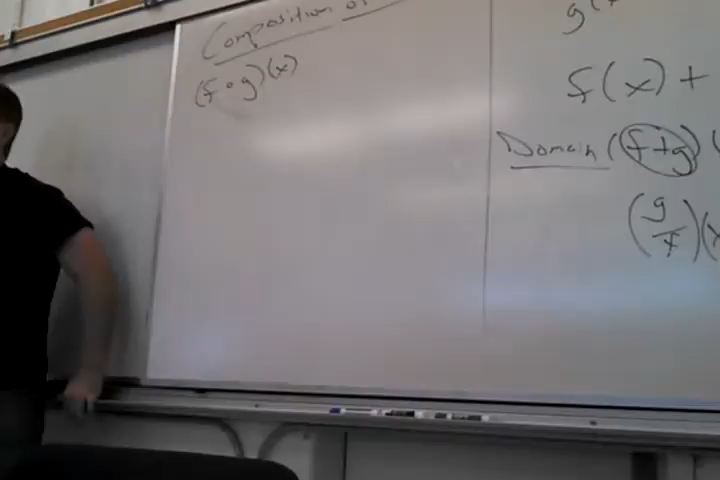 Composition of
(f∘g)(x)
g(x
f(x)+
Domain (f+g)(
(g/f)(x